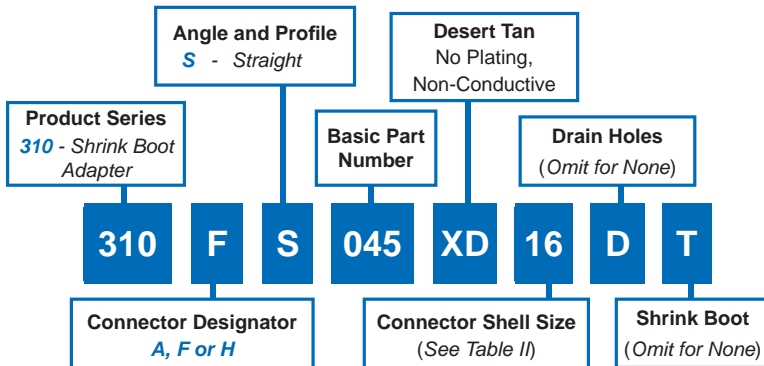 Angle and Profile
S - Straight
Desert Tan
No Plating,
Non-Conductive
Product Series
310 - Shrink Boot
Adapter
Basic Part
Number
Drain Holes
(Omit for None)
310 F S 045 XD 16 D T
Connector Designator
A, F or H
Connector Shell Size
(See Table II)
Shrink Boot
(Omit for None)